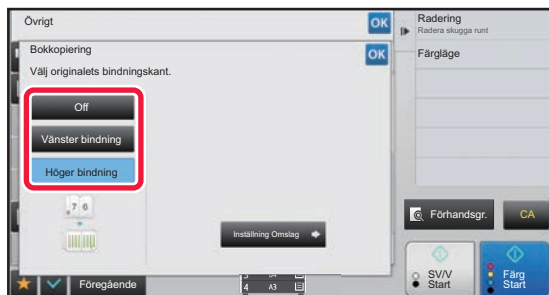 Övrigt
OK
Bokkopiering
OK
Välj originalets bindningskant.
Off
Vänster bindning
Höger bindning
7 6
Inställning Omslag
Föregående
4 A3
Radering
Radera skugga runt
Färgläge
Förhandsgr.
CA
SV/V
Start
Färg
Start